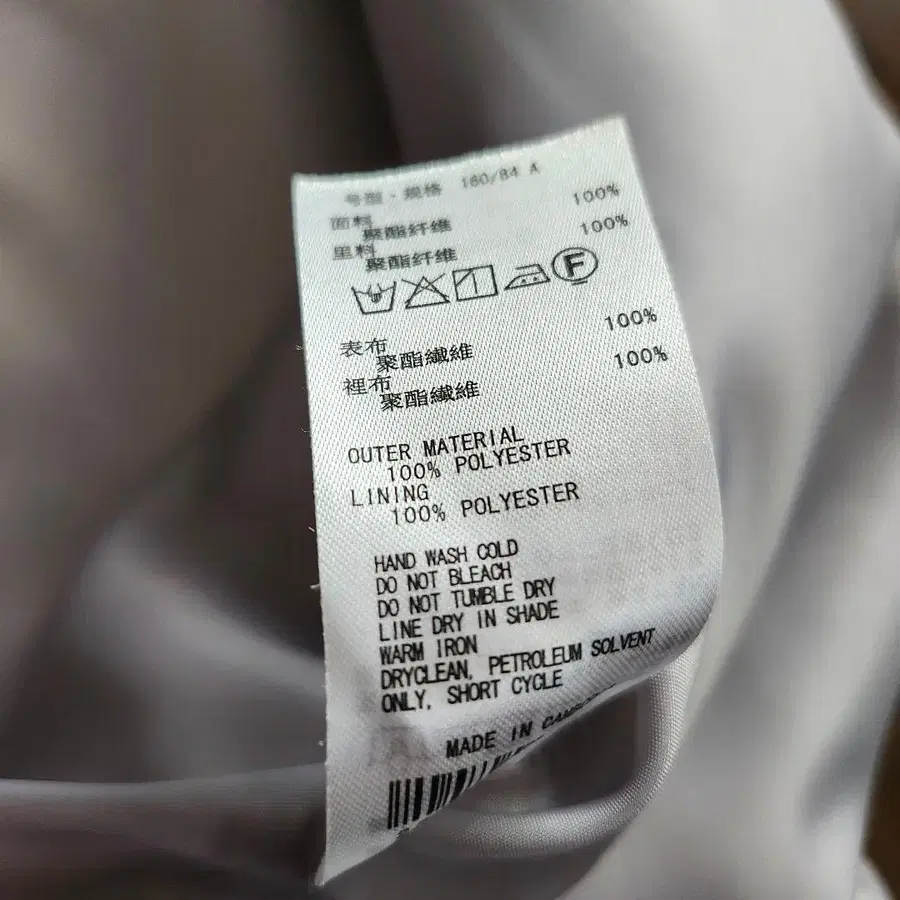 号型・规格 160/84 A
面料 100%
聚酯纤维
里料 100%
聚酯纤维
F
表布 100%
聚酯纖維
裡布 100%
聚酯纖維
OUTER MATERIAL
100% POLYESTER
LINING
100% POLYESTER
HAND WASH COLD
DO NOT BLEACH
DO NOT TUMBLE DRY
LINE DRY IN SHADE
WARM IRON
DRYCLEAN, PETROLEUM SOLVENT
ONLY, SHORT CYCLE
MADE IN